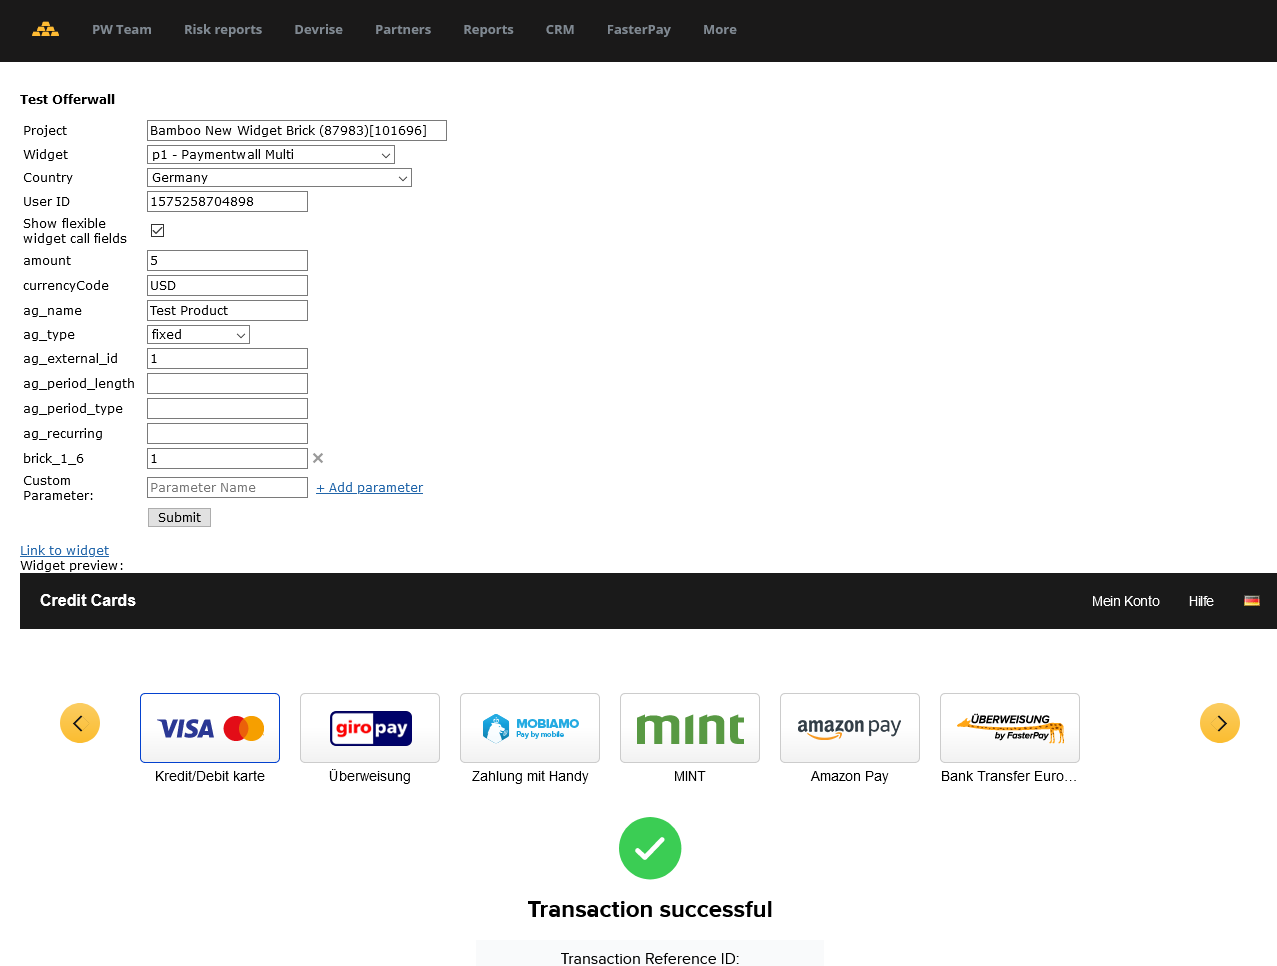 PW Team Risk reports Devrise Partners Reports CRM FasterPay More
Test Offerwall
Project Bamboo New Widget Brick (87983)[101696]
Widget p1 - Paymentwall Multi
Country Germany
User ID 1575258704898
Show flexible
widget call fields
amount 5
currencyCode USD
ag_name Test Product
ag_type fixed
ag_external_id 1
ag_period_length
ag_period_type
ag_recurring
brick_1_6 1
Custom
Parameter: Parameter Name + Add parameter
Submit
Link to widget
Widget preview:
Credit Cards Mein Konto Hilfe
VISA giropay MOBIAMO Pay by mobile mint amazon pay ÜBERWEISUNG by FasterPay
Kredit/Debit karte Überweisung Zahlung mit Handy MINT Amazon Pay Bank Transfer Euro...
Transaction successful
Transaction Reference ID: